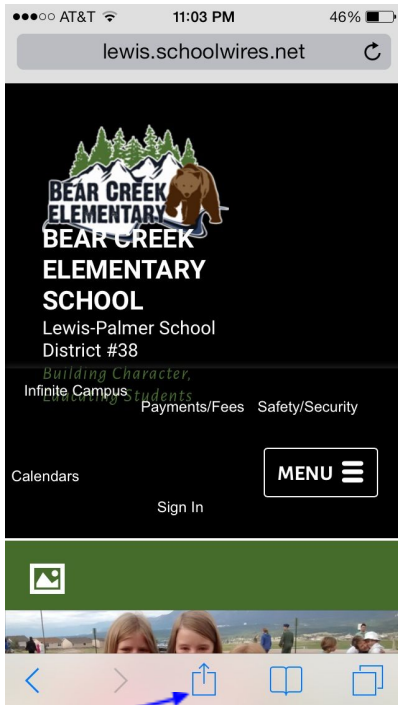 AT&T 11:03 PM 46%
lewis.schoolwires.net
BEAR CREEK
ELEMENTARY
BEAR CREEK
ELEMENTARY
SCHOOL
Lewis-Palmer School
District #38
Building Character,
Infinite Campus
Educating Students
Payments/Fees Safety/Security
Calendars
MENU
Sign In